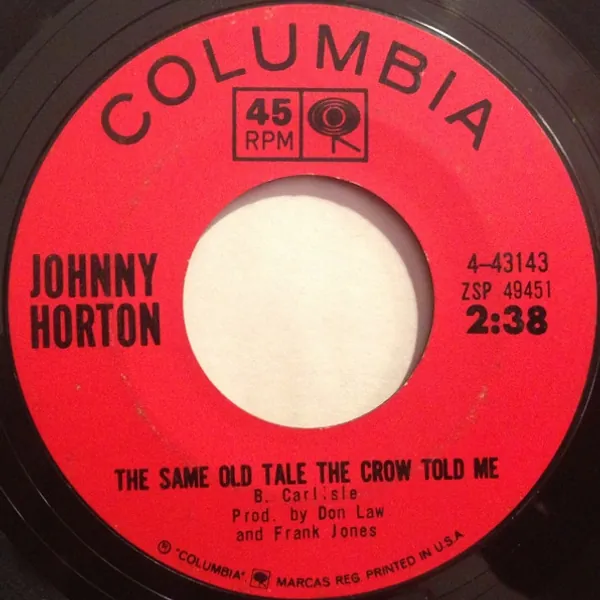 COLUMBIA
45
RPM
JOHNNY
HORTON
4-43143
ZSP 49451
2:38
THE SAME OLD TALE THE CROW TOLD ME
B. Carlisle
Prod. by Don Law
and Frank Jones
® "COLUMBIA" MARCAS REG. PRINTED IN U.S.A.